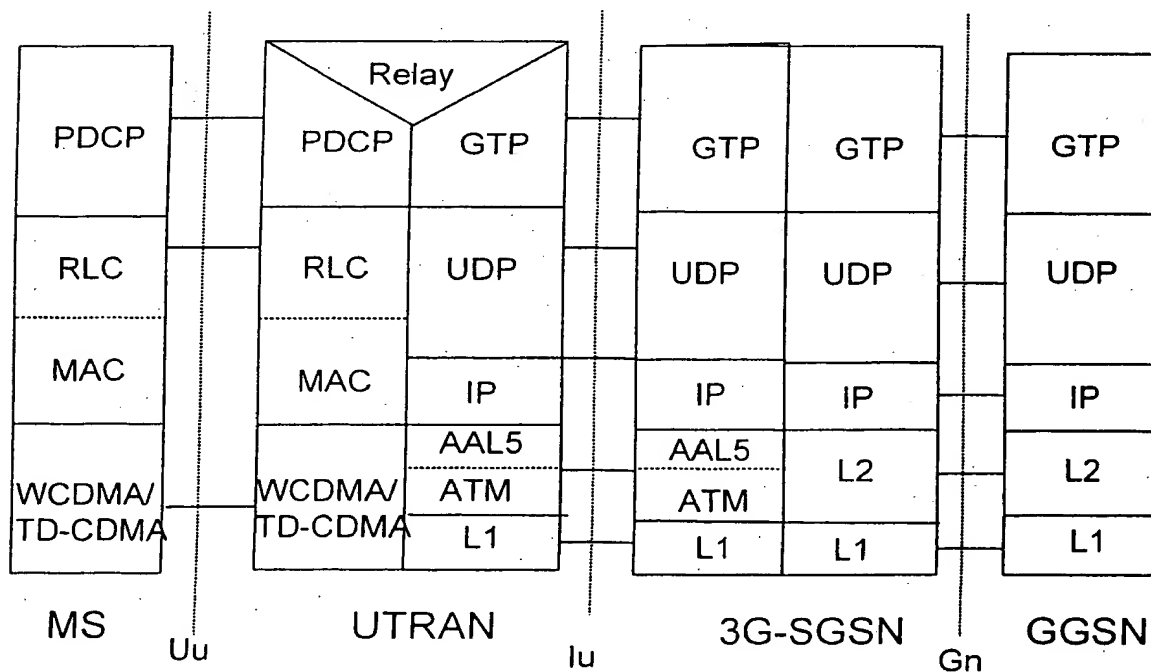 Relay
PDCP
PDCP
GTP
GTP
GTP
GTP
RLC
RLC
UDP
UDP
UDP
UDP
MAC
MAC
IP
IP
IP
IP
WCDMA/
TD-CDMA
WCDMA/
TD-CDMA
AAL5
ATM
L1
AAL5
ATM
L1
L2
L1
L2
L1
MS
Uu
UTRAN
Iu
3G-SGSN
Gn
GGSN